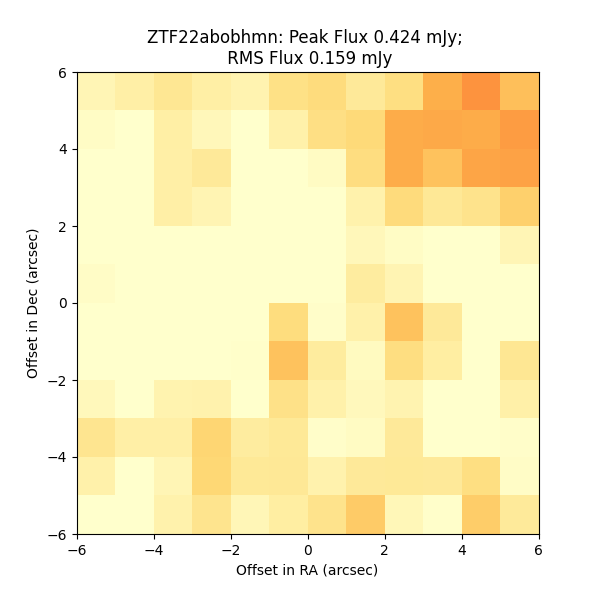 ZTF22abobhmn: Peak Flux 0.424 mJy;
RMS Flux 0.159 mJy
6
4
2
0
−2
−4
−6
Offset in Dec (arcsec)
−6 −4 −2 0 2 4 6
Offset in RA (arcsec)